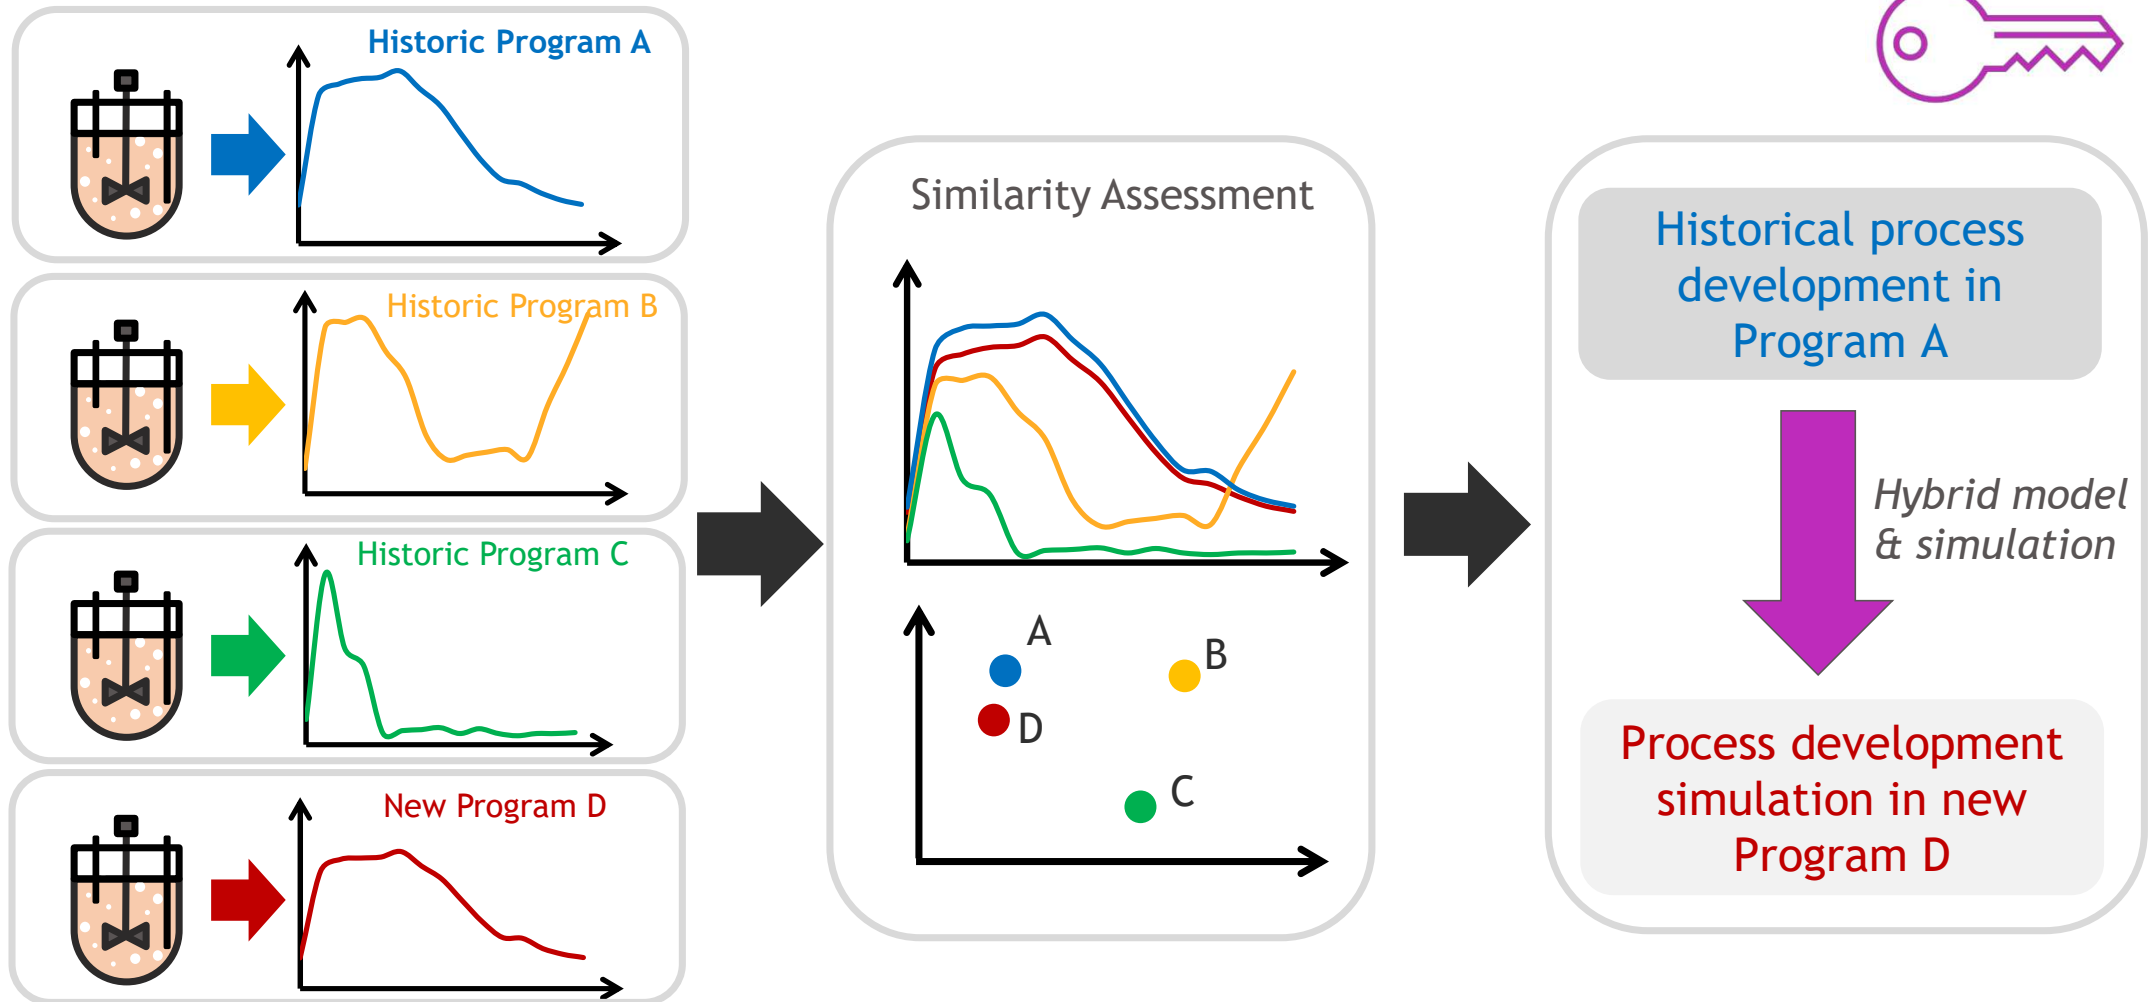 Historic Program A
Historic Program B
Historic Program C
New Program D
Similarity Assessment
A
B
D
C
Historical process
development in
Program A
Hybrid model
& simulation
Process development
simulation in new
Program D